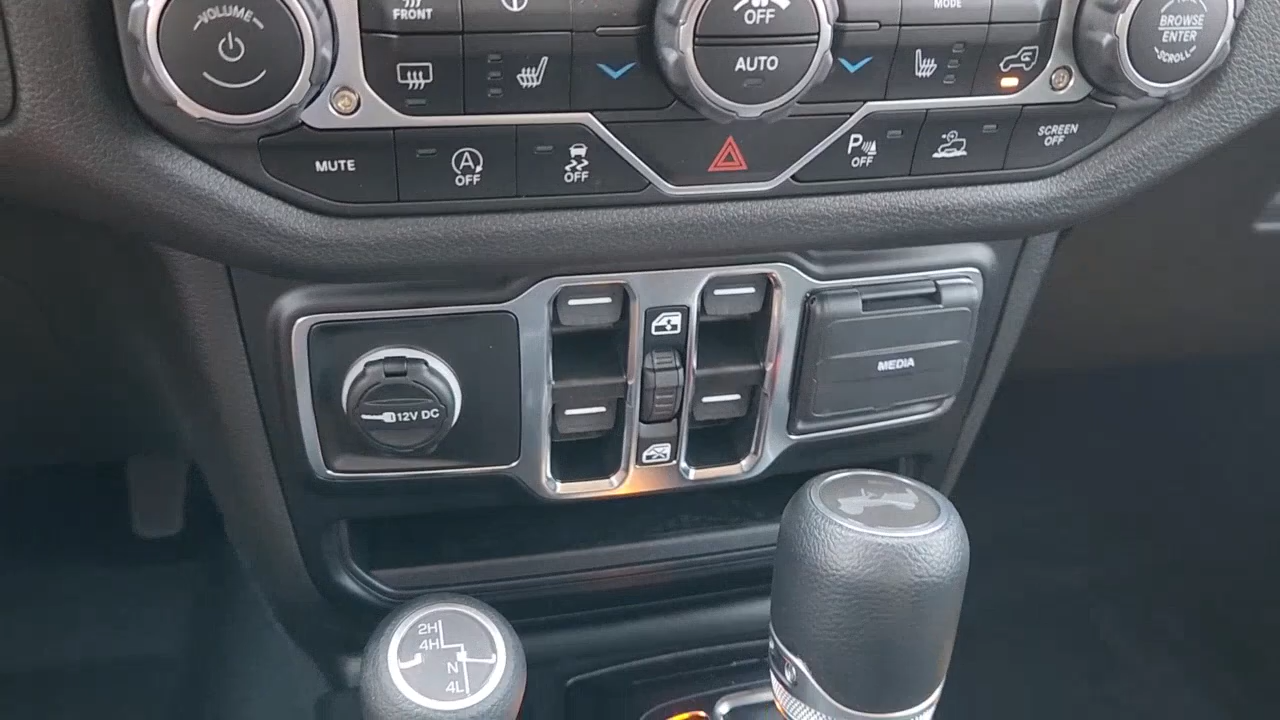 VOLUME
FRONT
OFF
AUTO
MODE
BROWSE
ENTER
SCROLL
MUTE
A
OFF
OFF
P
OFF
SCREEN
OFF
12V DC
MEDIA
2H
4H
N
4L